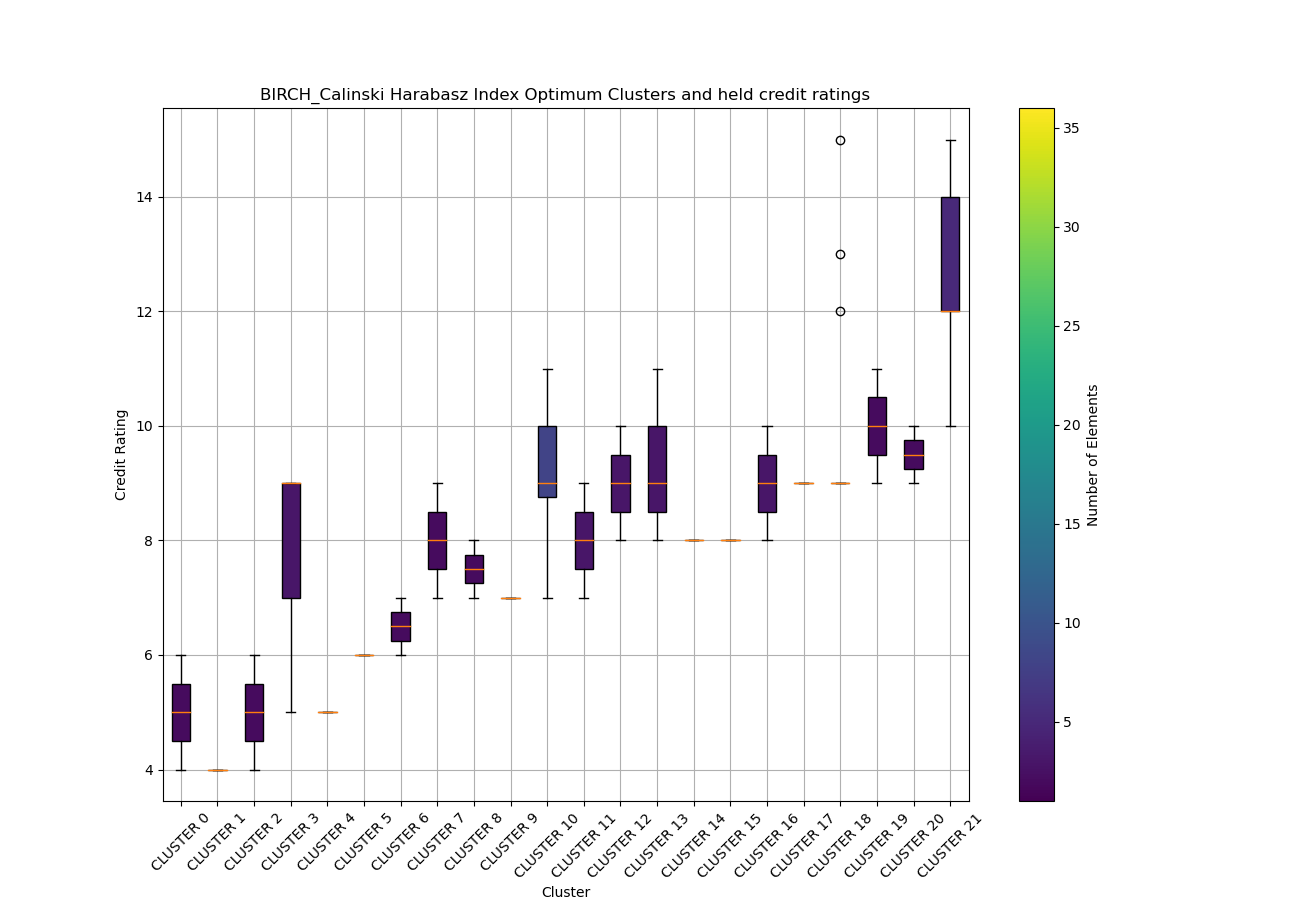 BIRCH_Calinski Harabasz Index Optimum Clusters and held credit ratings
14
12
10
8
6
4
Credit Rating
CLUSTER 0
CLUSTER 1
CLUSTER 2
CLUSTER 3
CLUSTER 4
CLUSTER 5
CLUSTER 6
CLUSTER 7
CLUSTER 8
CLUSTER 9
CLUSTER 10
CLUSTER 11
CLUSTER 12
CLUSTER 13
CLUSTER 14
CLUSTER 15
CLUSTER 16
CLUSTER 17
CLUSTER 18
CLUSTER 19
CLUSTER 20
CLUSTER 21
Cluster
35
30
25
20
15
10
5
Number of Elements